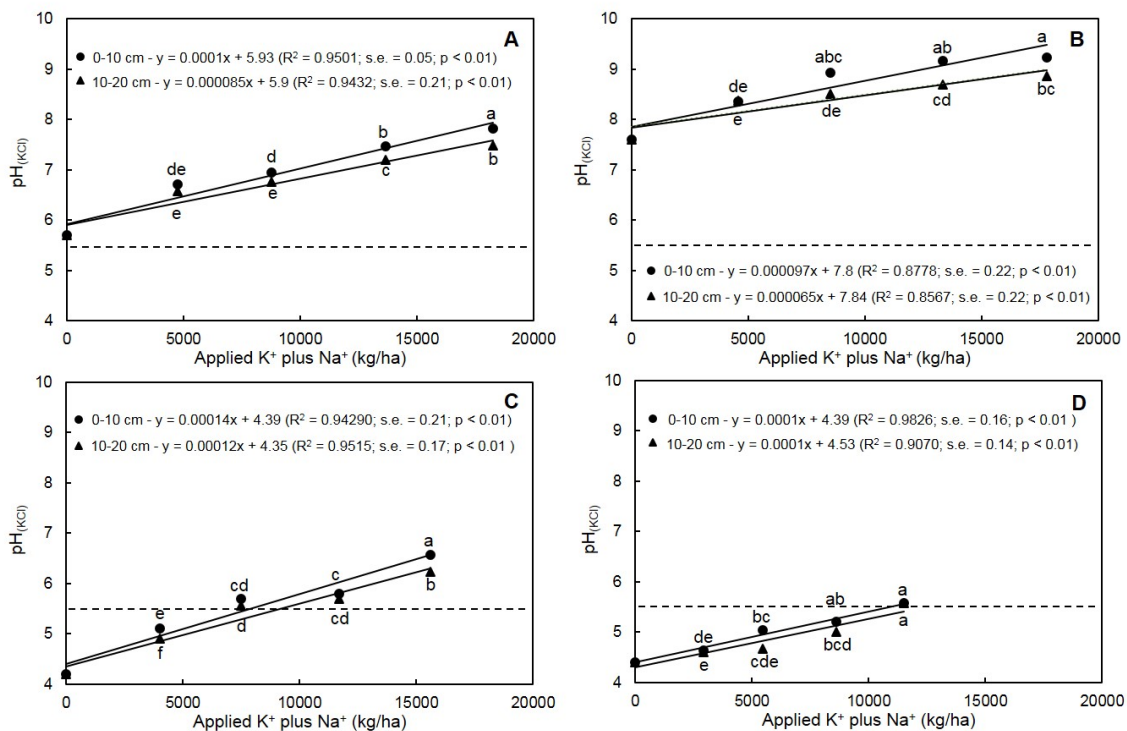 A
● 0-10 cm - y = 0.0001x + 5.93 (R² = 0.9501; s.e. = 0.05; p < 0.01)
▲ 10-20 cm - y = 0.000085x + 5.9 (R² = 0.9432; s.e. = 0.21; p < 0.01)
10
9
8
7
6
5
4
pH(KCl)
de
d
b
a
e
e
c
b
0
5000
10000
15000
20000
Applied K⁺ plus Na⁺ (kg/ha)
B
10
9
8
7
6
5
4
pH(KCl)
de
abc
ab
a
e
de
cd
bc
● 0-10 cm - y = 0.000097x + 7.8 (R² = 0.8778; s.e. = 0.22; p < 0.01)
▲ 10-20 cm - y = 0.000065x + 7.84 (R² = 0.8567; s.e. = 0.22; p < 0.01)
0
5000
10000
15000
20000
Applied K⁺ plus Na⁺ (kg/ha)
C
● 0-10 cm - y = 0.00014x + 4.39 (R² = 0.94290; s.e. = 0.21; p < 0.01)
▲ 10-20 cm - y = 0.00012x + 4.35 (R² = 0.9515; s.e. = 0.17; p < 0.01 )
10
9
8
7
6
5
4
pH(KCl)
e
cd
c
a
f
d
cd
b
0
5000
10000
15000
20000
Applied K⁺ plus Na⁺ (kg/ha)
D
● 0-10 cm - y = 0.0001x + 4.39 (R² = 0.9826; s.e. = 0.16; p < 0.01 )
▲ 10-20 cm - y = 0.0001x + 4.53 (R² = 0.9070; s.e. = 0.14; p < 0.01)
10
9
8
7
6
5
4
pH(KCl)
de
bc
ab
a
e
cde
bcd
a
0
5000
10000
15000
20000
Applied K⁺ plus Na⁺ (kg/ha)